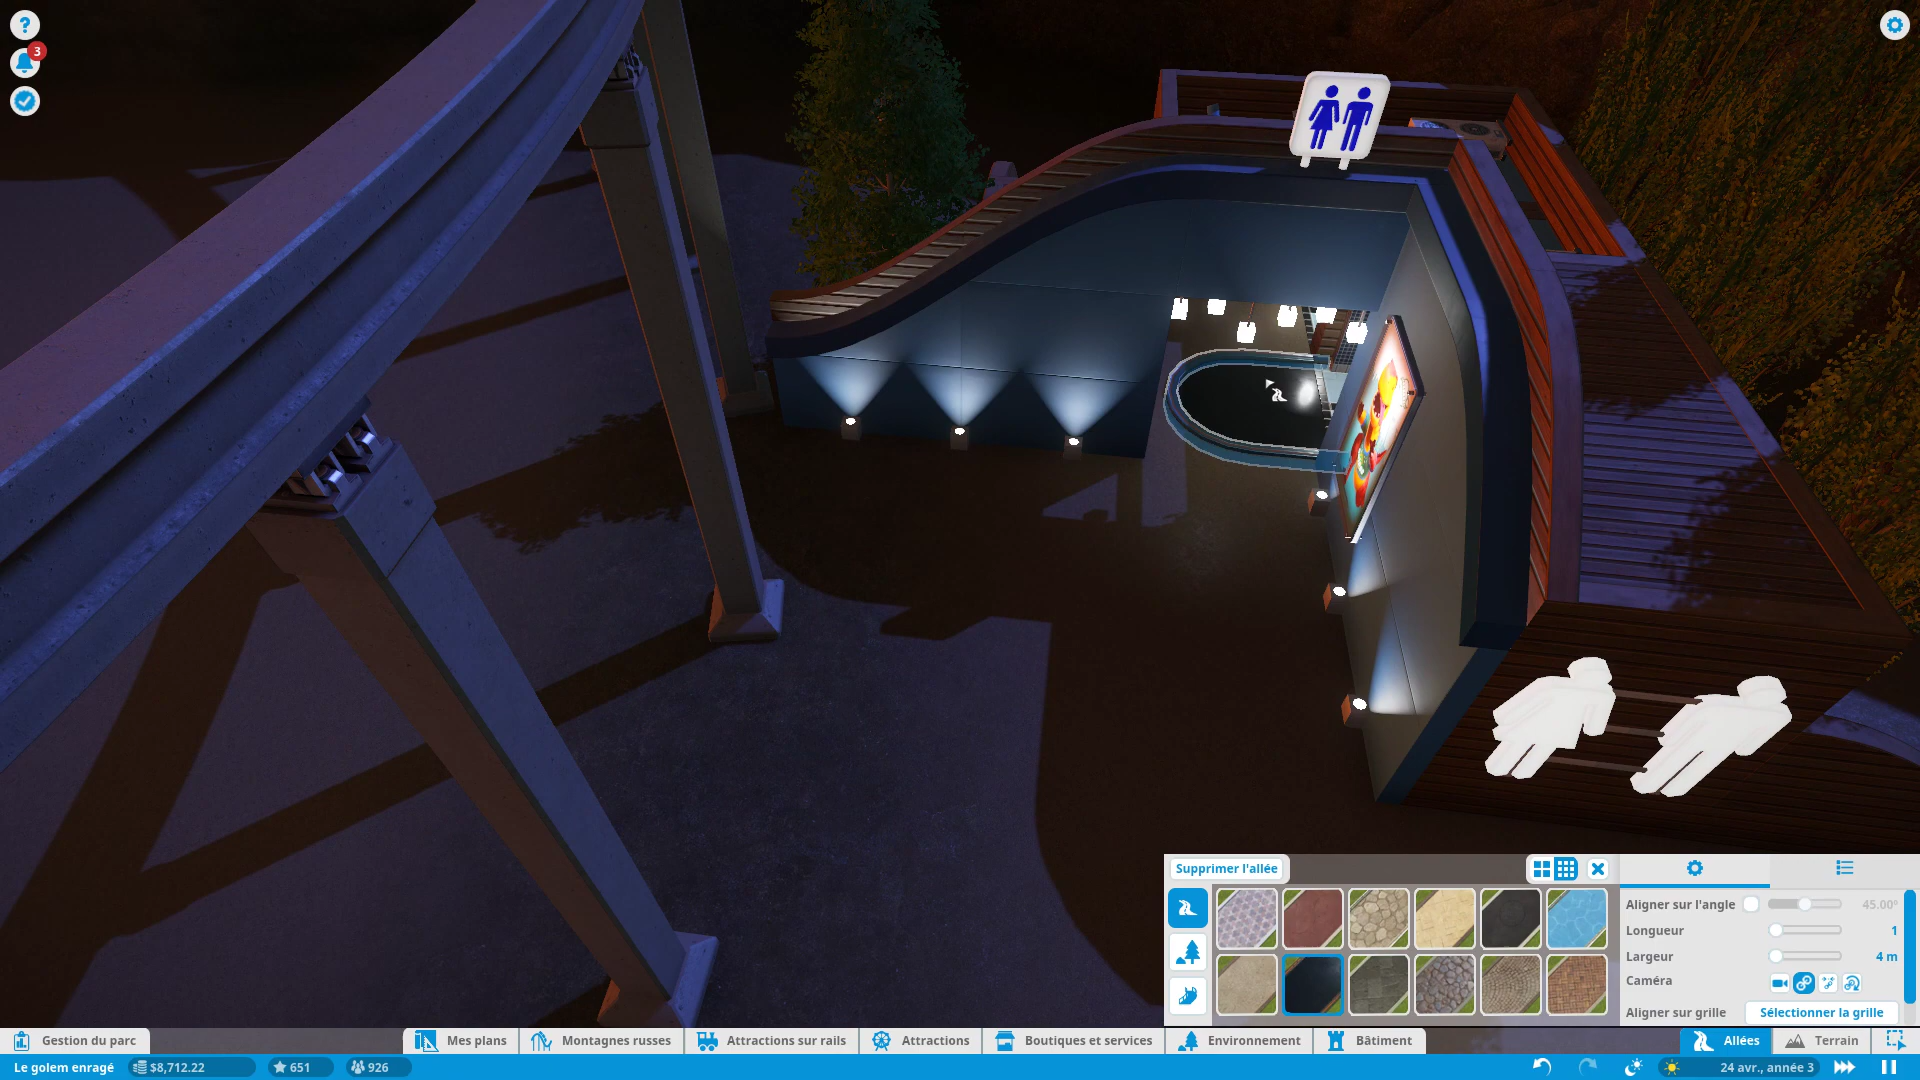 ?
3
Supprimer l'allée
Aligner sur l'angle 45.00°
Longueur 1
Largeur 4 m
Caméra
Aligner sur grille Sélectionner la grille
Gestion du parc Mes plans Montagnes russes Attractions sur rails Attractions Boutiques et services Environnement Bâtiment Allées Terrain
Le golem enragé $8,712.22 651 926 24 avr., année 3